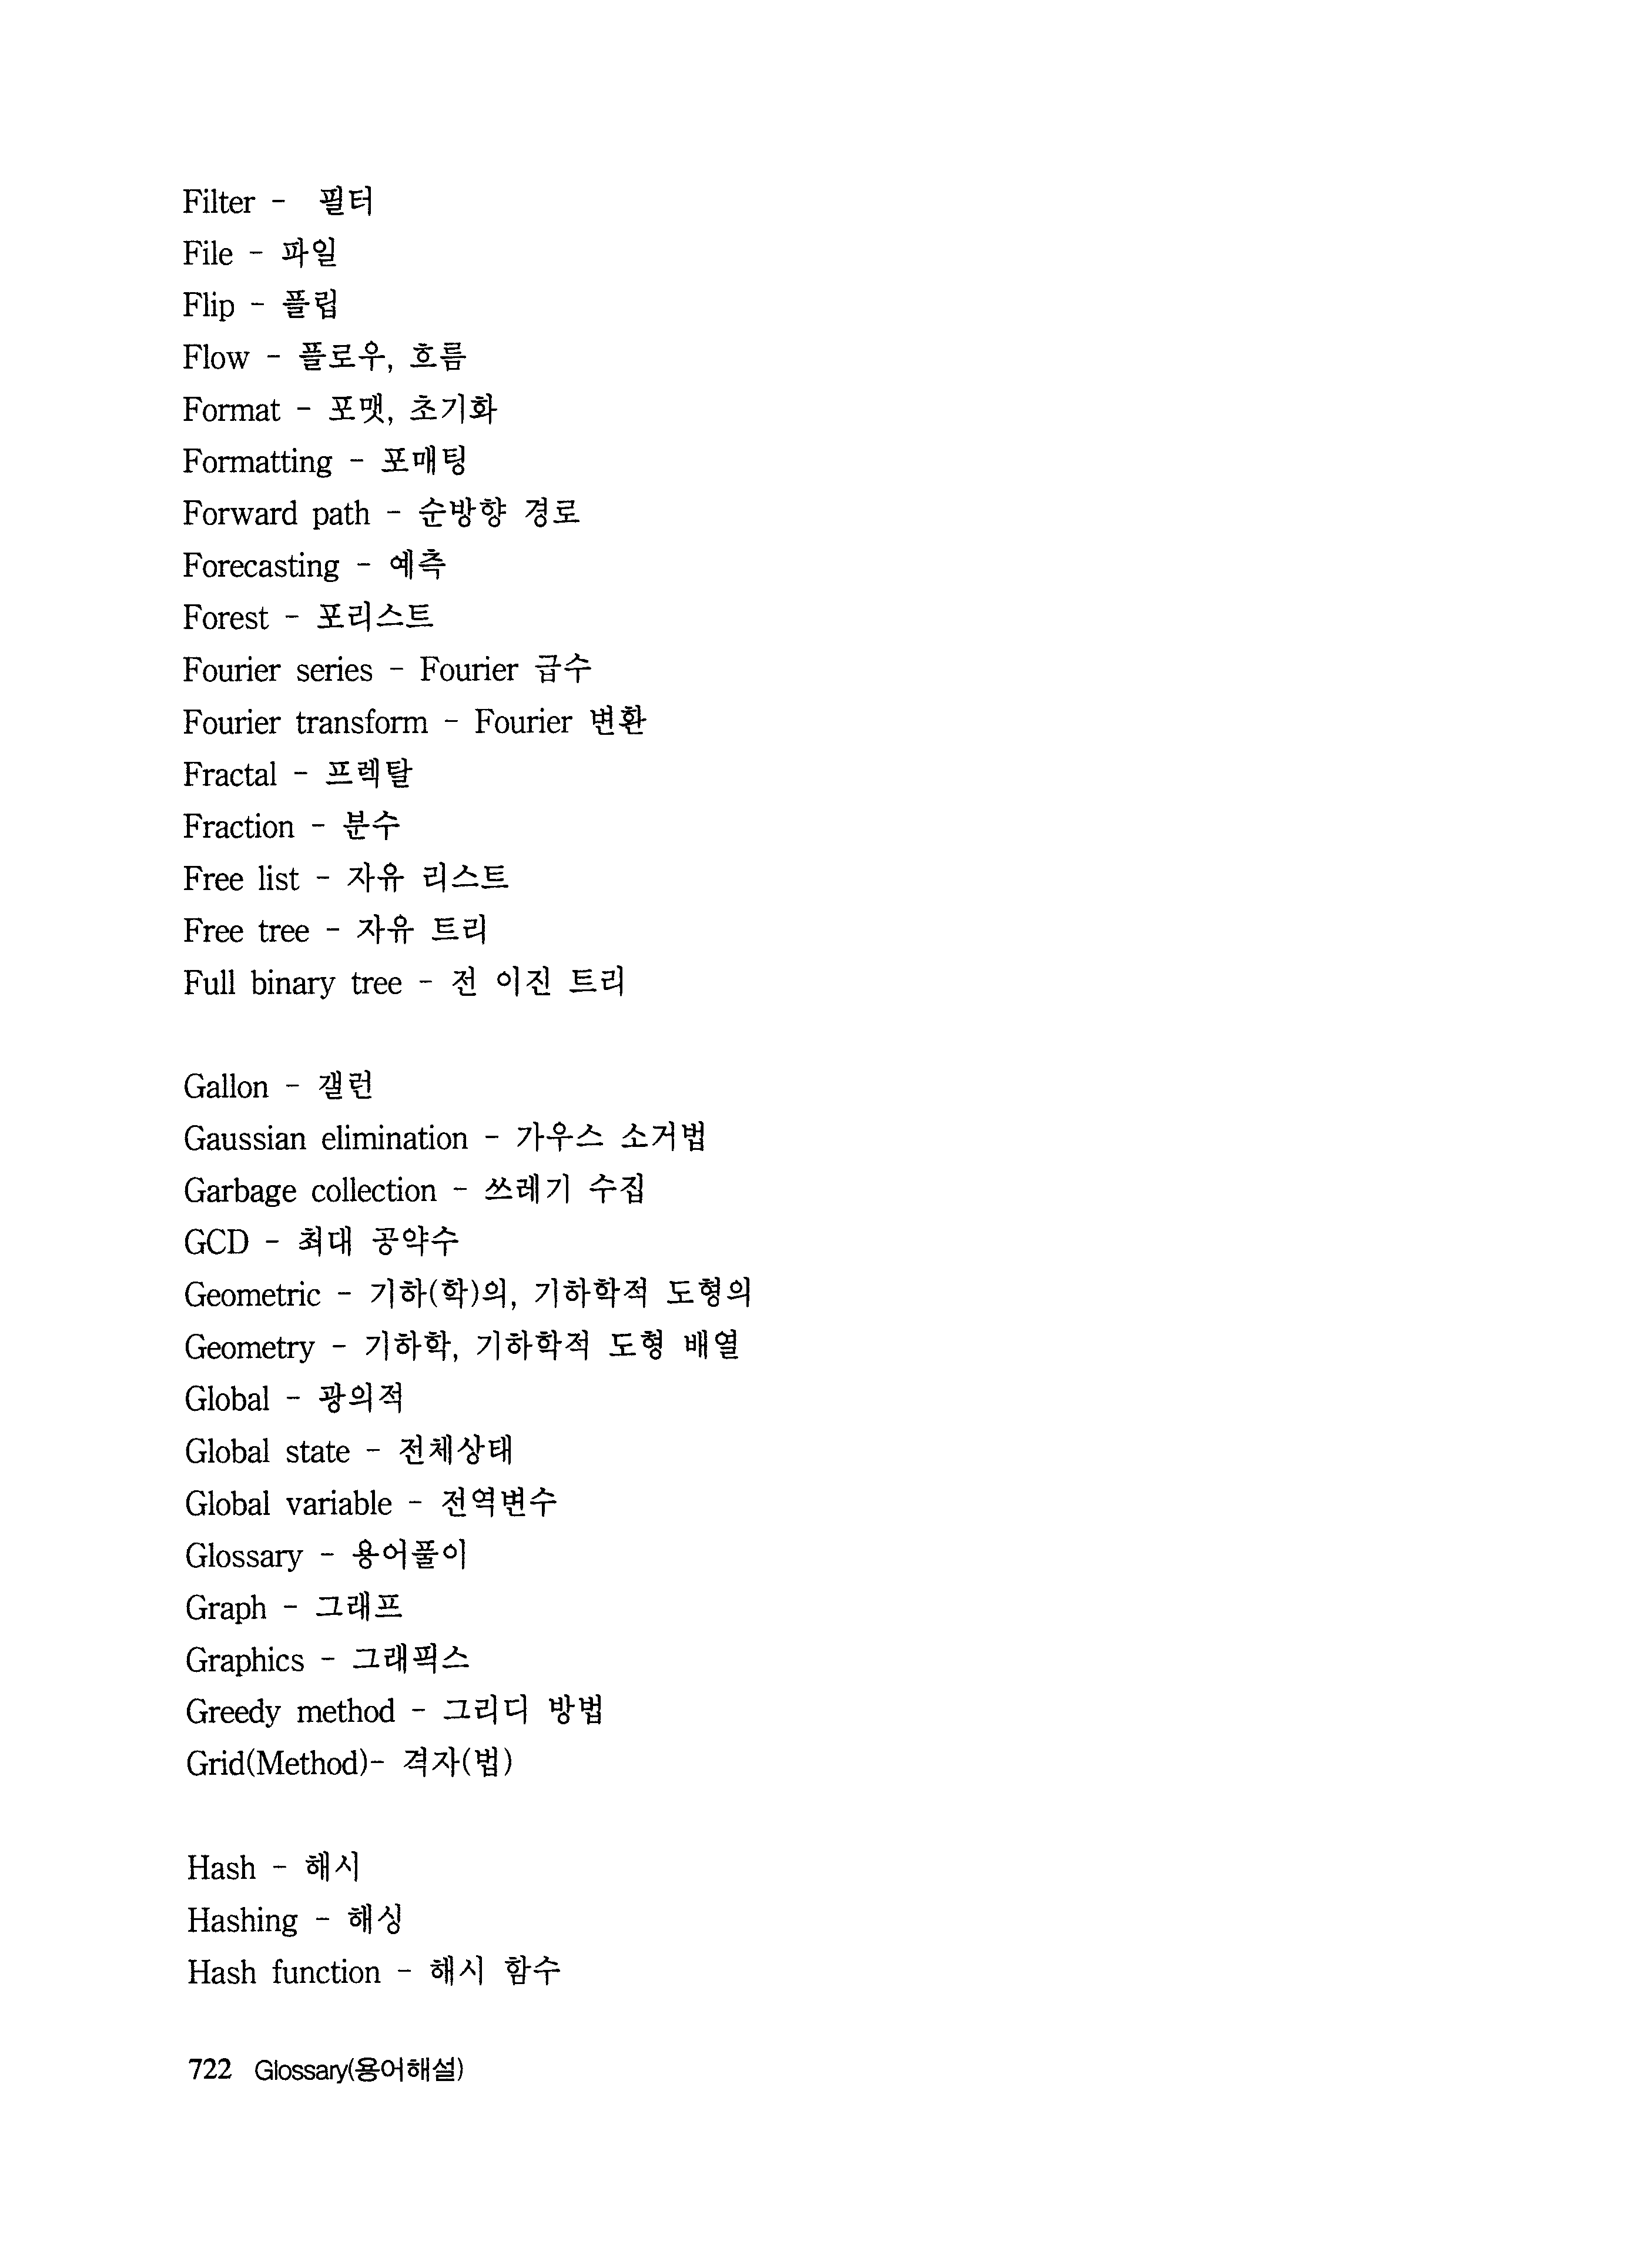 Filter -  필터
File - 파일
Flip - 플립
Flow - 플로우, 흐름
Format - 포맷, 초기화
Formatting - 포매팅
Forward path - 순방향 경로
Forecasting - 예측
Forest - 포리스트
Fourier series - Fourier 급수
Fourier transform - Fourier 변환
Fractal - 프렉탈
Fraction - 분수
Free list - 자유 리스트
Free tree - 자유 트리
Full binary tree - 전 이진 트리
Gallon - 갤런
Gaussian elimination - 가우스 소거법
Garbage collection - 쓰레기 수집
GCD - 최대 공약수
Geometric - 기하(학)의, 기하학적 도형의
Geometry - 기하학, 기하학적 도형 배열
Global - 광의적
Global state - 전체상태
Global variable - 전역변수
Glossary - 용어풀이
Graph - 그래프
Graphics - 그래픽스
Greedy method - 그리디 방법
Grid(Method)- 격자(법)
Hash - 해시
Hashing - 해싱
Hash function - 해시 함수
722 Glossary(용어해설)